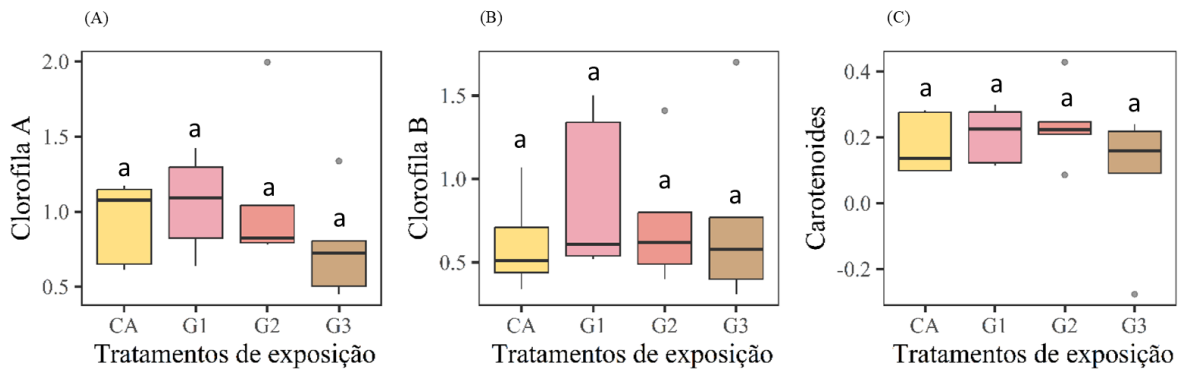 (A)
Clorofila A
2.0
1.5
1.0
0.5
a
a
a
a
CA G1 G2 G3
Tratamentos de exposição
(B)
Clorofila B
1.5
1.0
0.5
a
a
a
a
CA G1 G2 G3
Tratamentos de exposição
(C)
Carotenoides
0.4
0.2
0.0
-0.2
a
a
a
a
CA G1 G2 G3
Tratamentos de exposição